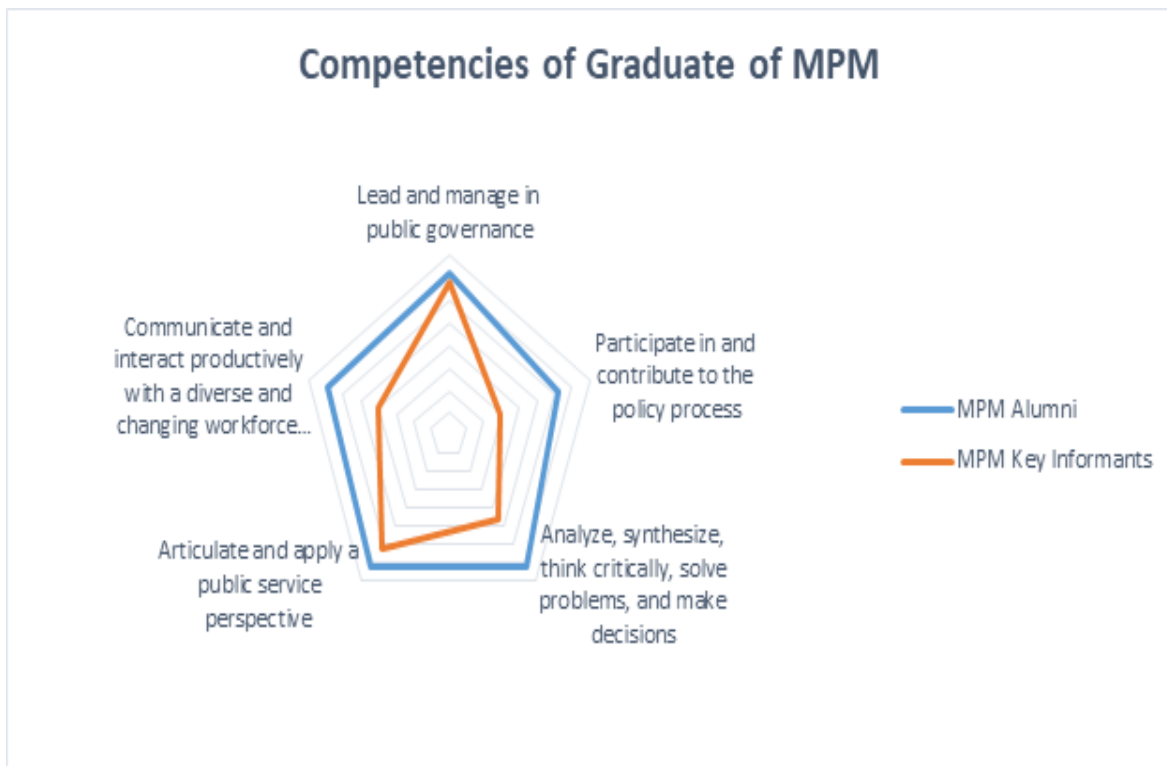 Competencies of Graduate of MPM
Lead and manage in
public governance
Participate in and
contribute to the
policy process
Analyze, synthesize,
think critically, solve
problems, and make
decisions
Articulate and apply a
public service
perspective
Communicate and
interact productively
with a diverse and
changing workforce...
MPM Alumni
MPM Key Informants